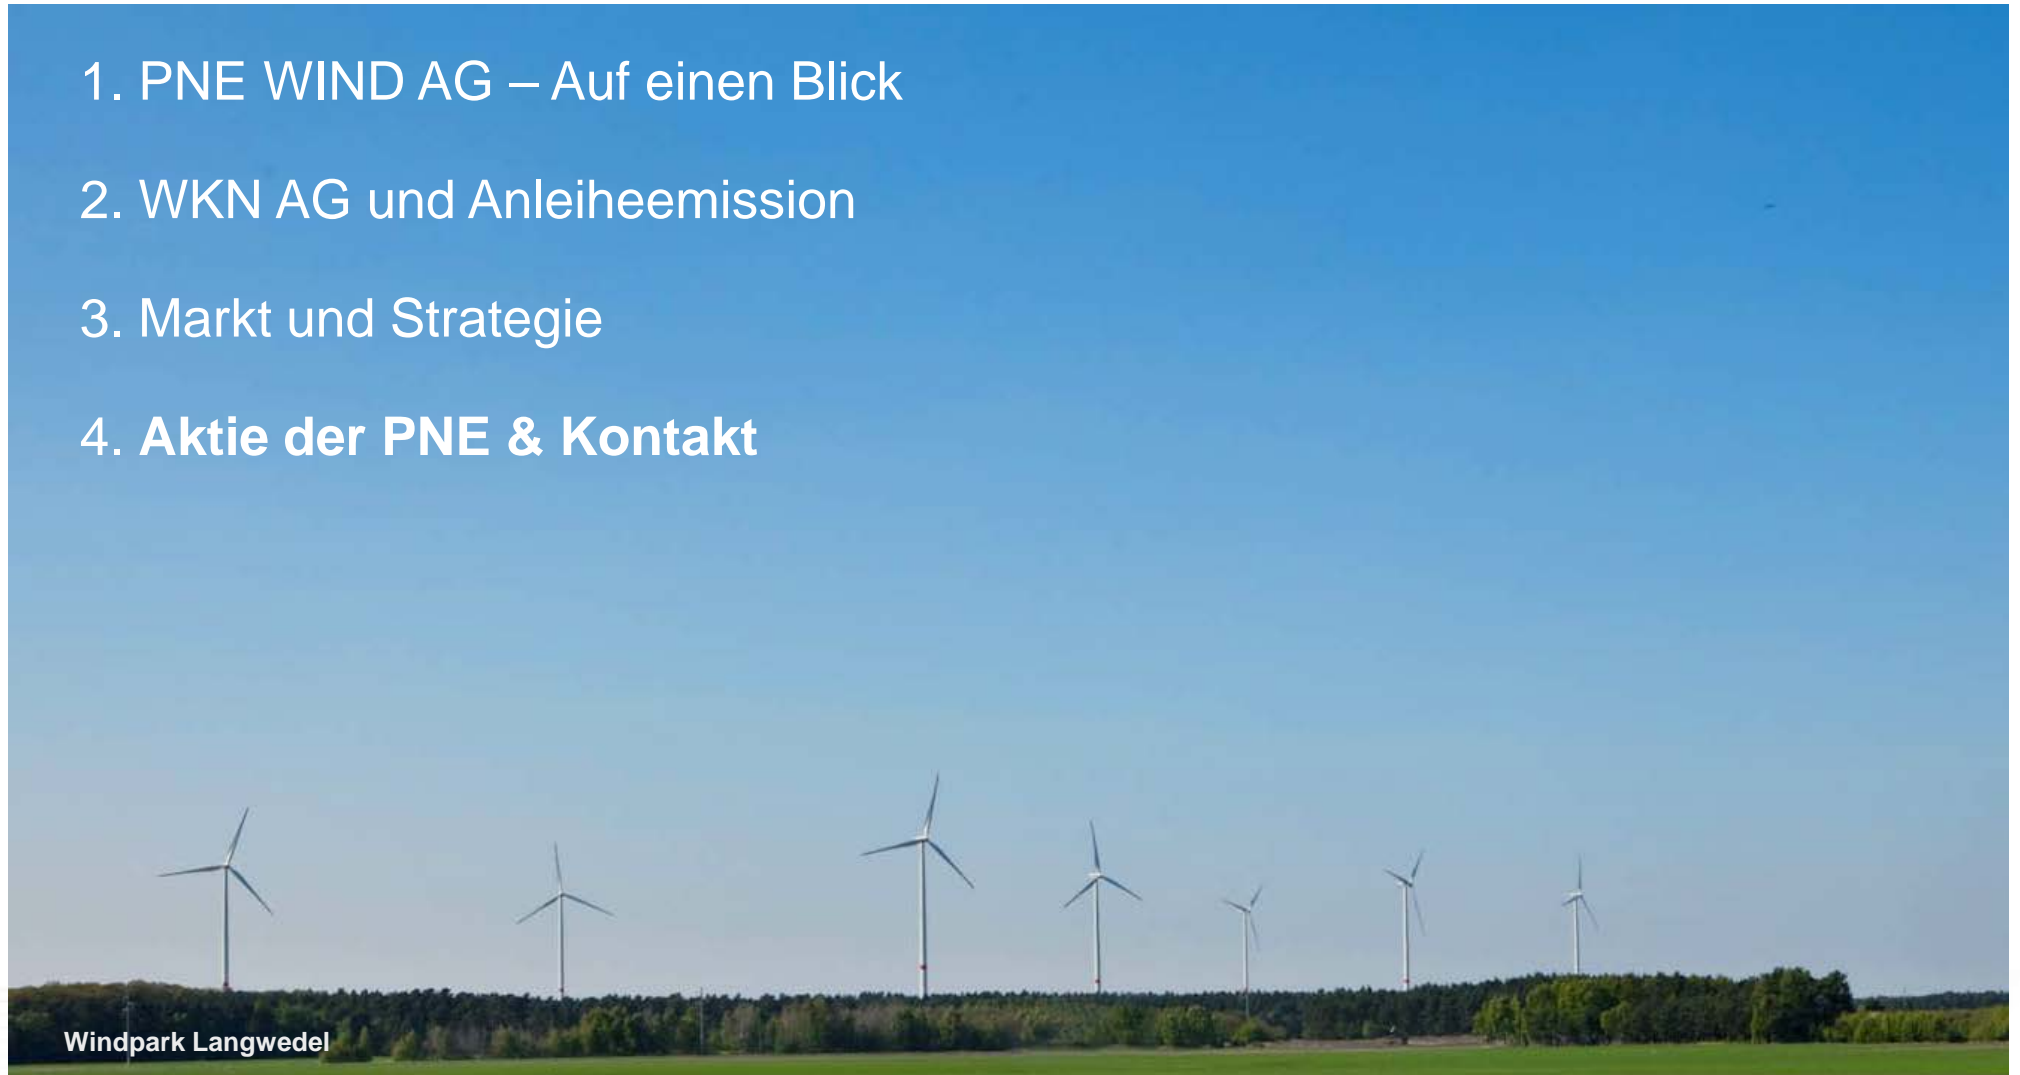 1. PNE WIND AG – Auf einen Blick
2. WKN AG und Anleiheemission
3. Markt und Strategie
4. Aktie der PNE & Kontakt
Windpark Langwedel